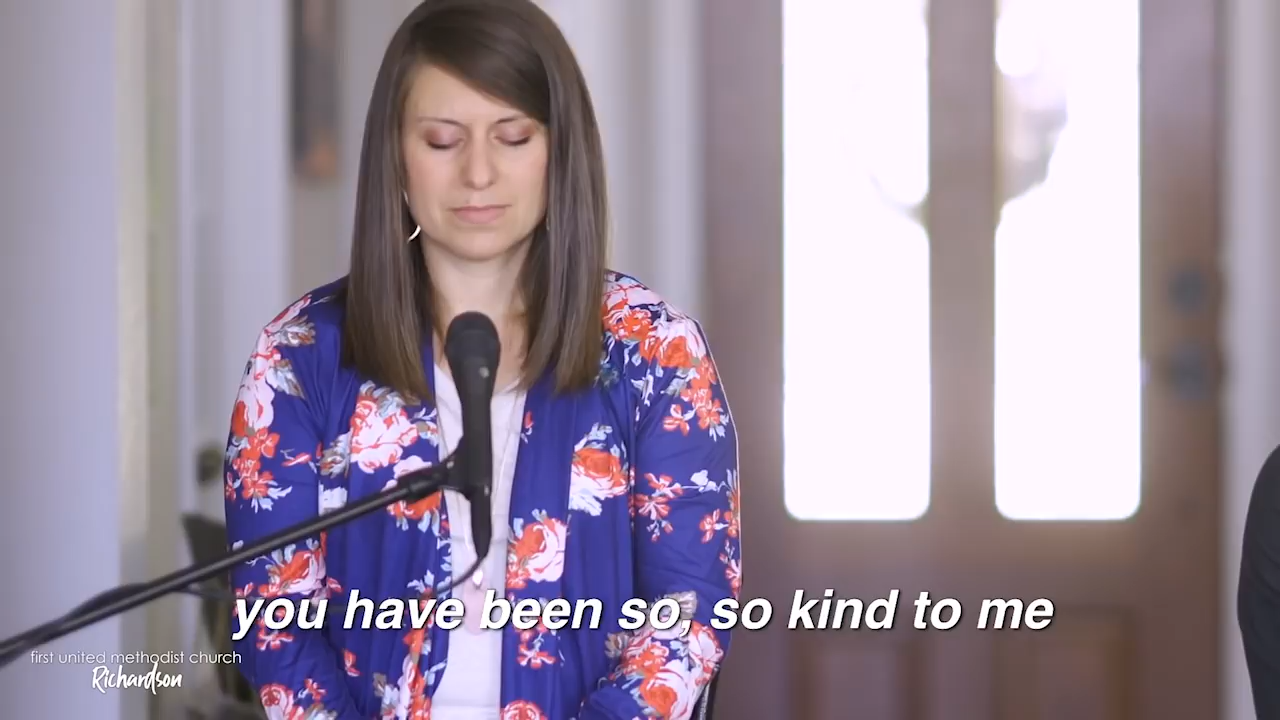 you have been so, so kind to me
first united methodist church
Richardson